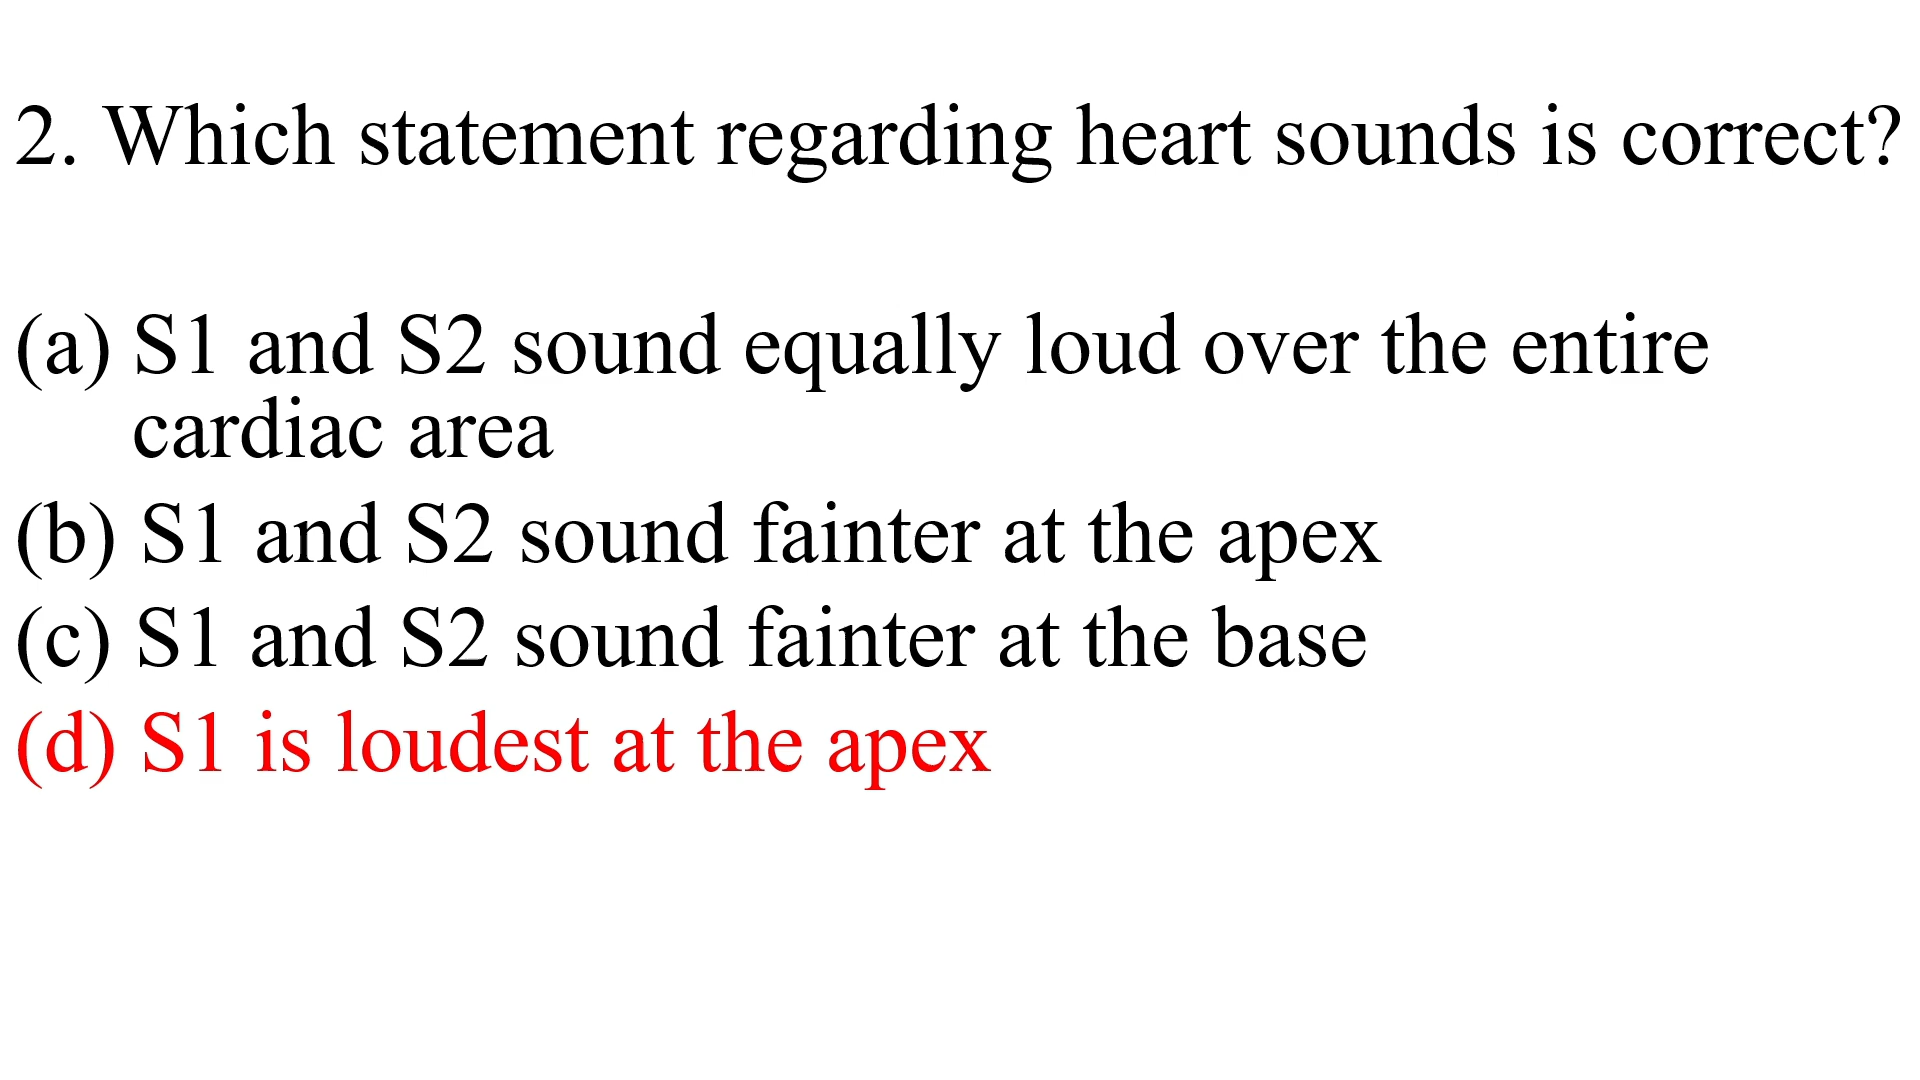 2. Which statement regarding heart sounds is correct?
(a) S1 and S2 sound equally loud over the entire
cardiac area
(b) S1 and S2 sound fainter at the apex
(c) S1 and S2 sound fainter at the base
(d) S1 is loudest at the apex